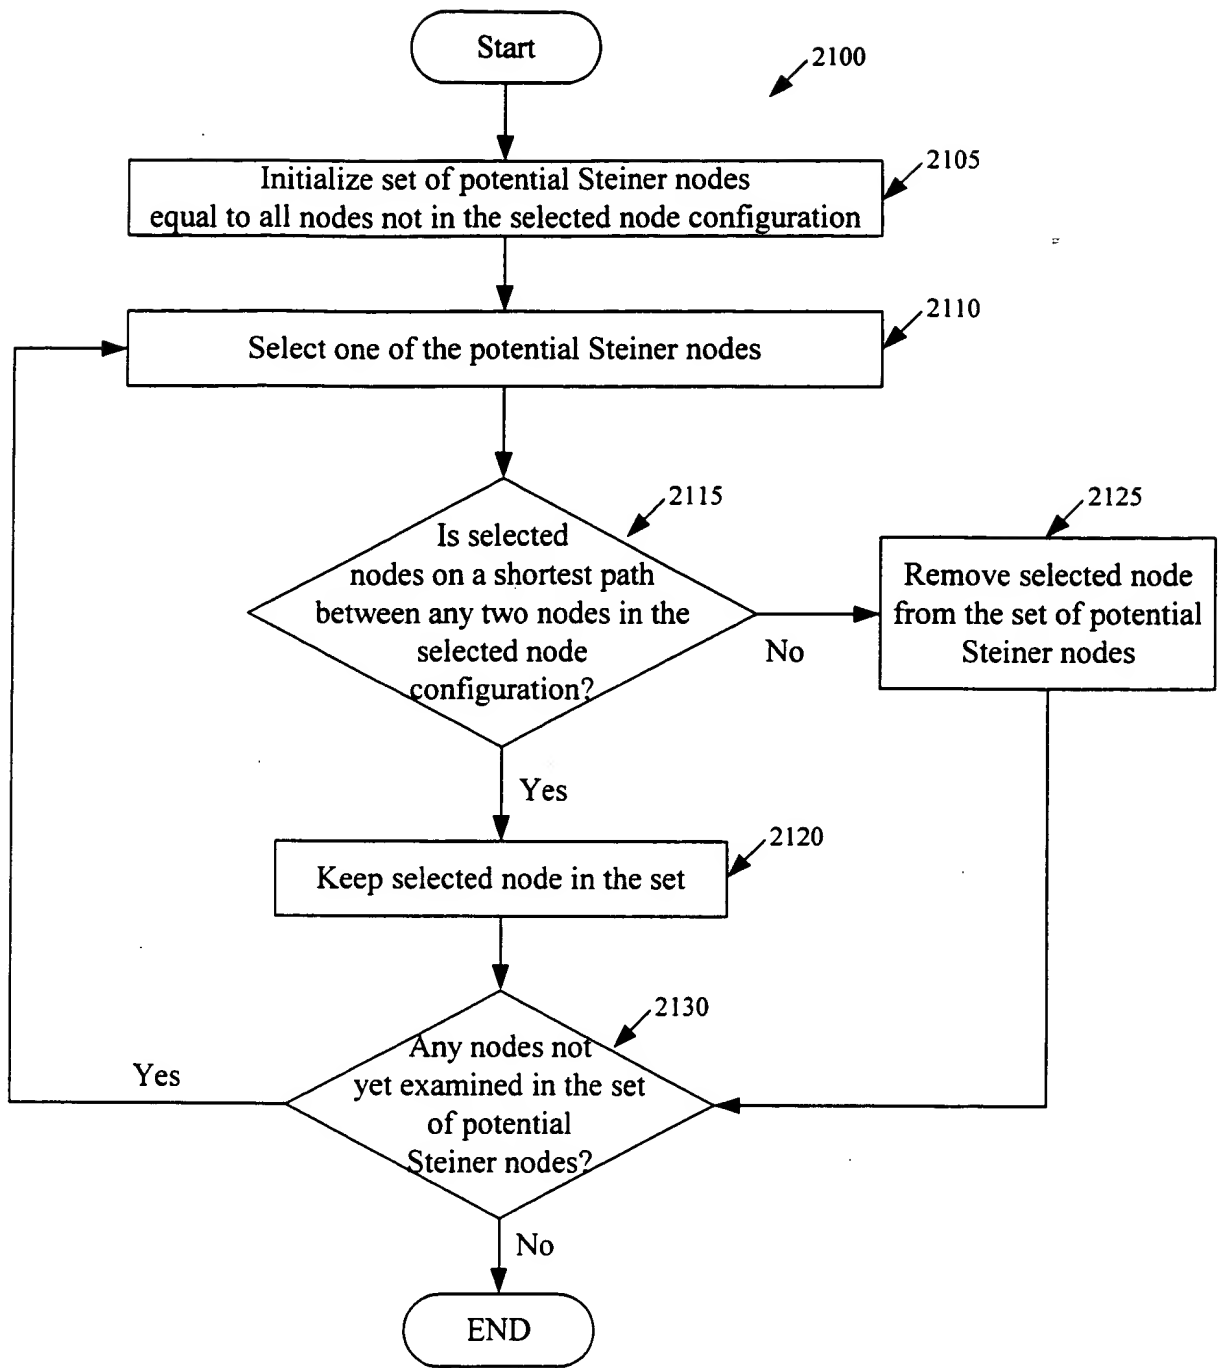 Start
2100
2105
Initialize set of potential Steiner nodes
equal to all nodes not in the selected node configuration
2110
Select one of the potential Steiner nodes
2115
2125
Is selected
nodes on a shortest path
between any two nodes in the
selected node
configuration?
Remove selected node
from the set of potential
Steiner nodes
No
Yes
2120
Keep selected node in the set
2130
Any nodes not
yet examined in the set
of potential
Steiner nodes?
Yes
No
END